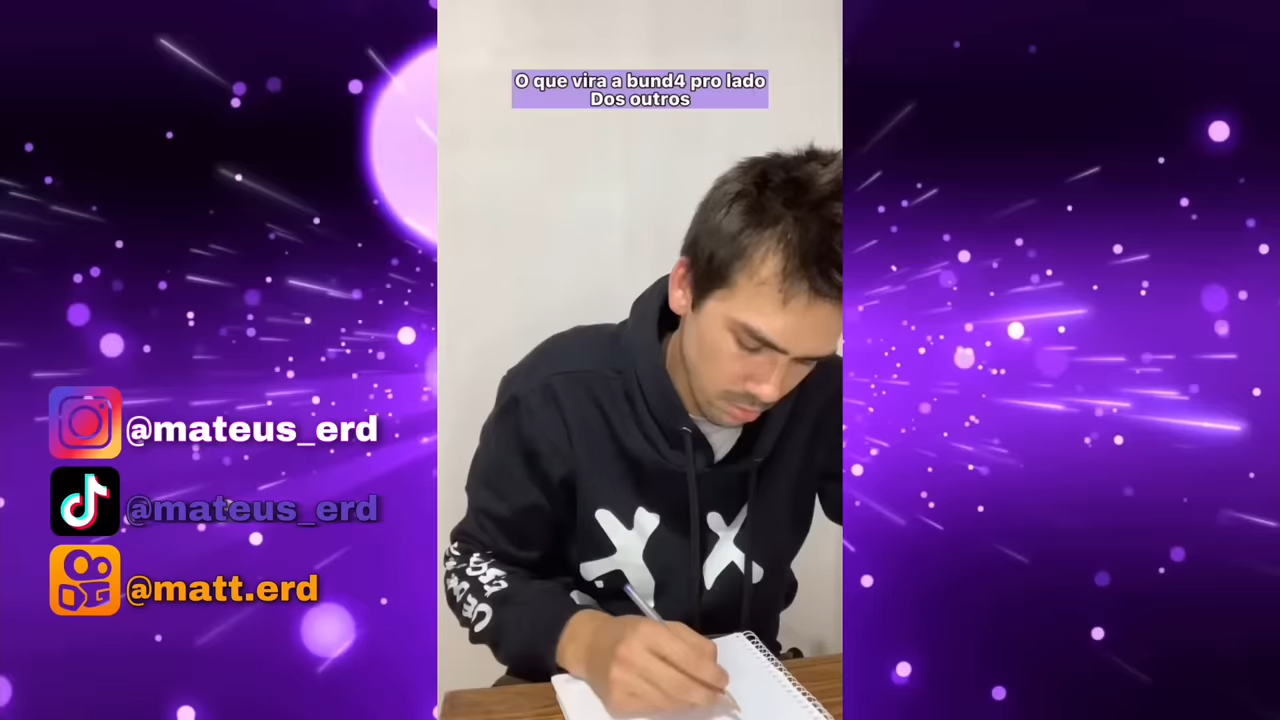 O que vira a bund4 pro lado
Dos outros
@mateus_erd
@mateus_erd
@matt.erd